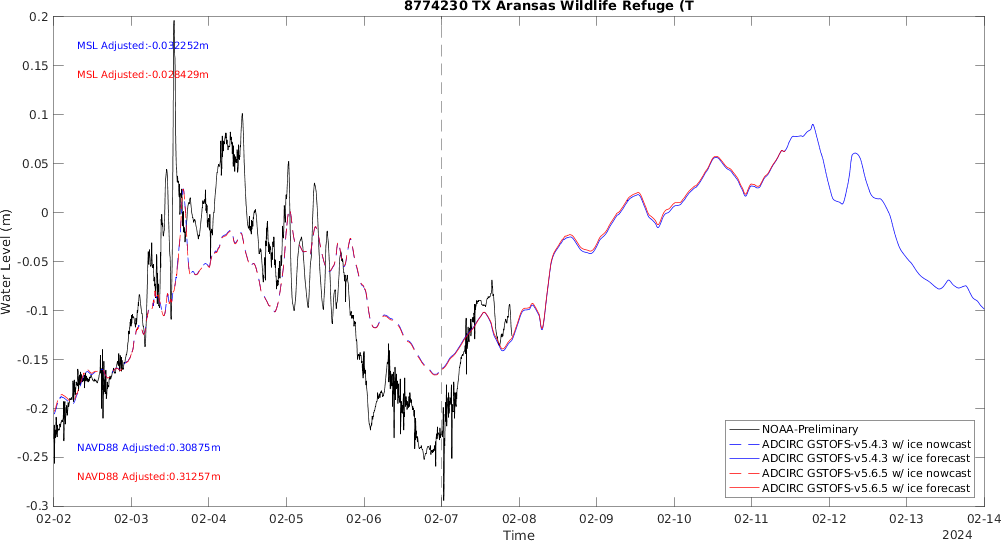 8774230 TX Aransas Wildlife Refuge (T
0.2
0.15
0.1
0.05
0
-0.05
-0.1
-0.15
-0.2
-0.25
-0.3
Water Level (m)
MSL Adjusted:-0.032252m
MSL Adjusted:-0.028429m
NAVD88 Adjusted:0.30875m
NAVD88 Adjusted:0.31257m
NOAA-Preliminary
ADCIRC GSTOFS-v5.4.3 w/ ice nowcast
ADCIRC GSTOFS-v5.4.3 w/ ice forecast
ADCIRC GSTOFS-v5.6.5 w/ ice nowcast
ADCIRC GSTOFS-v5.6.5 w/ ice forecast
02-02 02-03 02-04 02-05 02-06 02-07 02-08 02-09 02-10 02-11 02-12 02-13 02-14
Time
2024